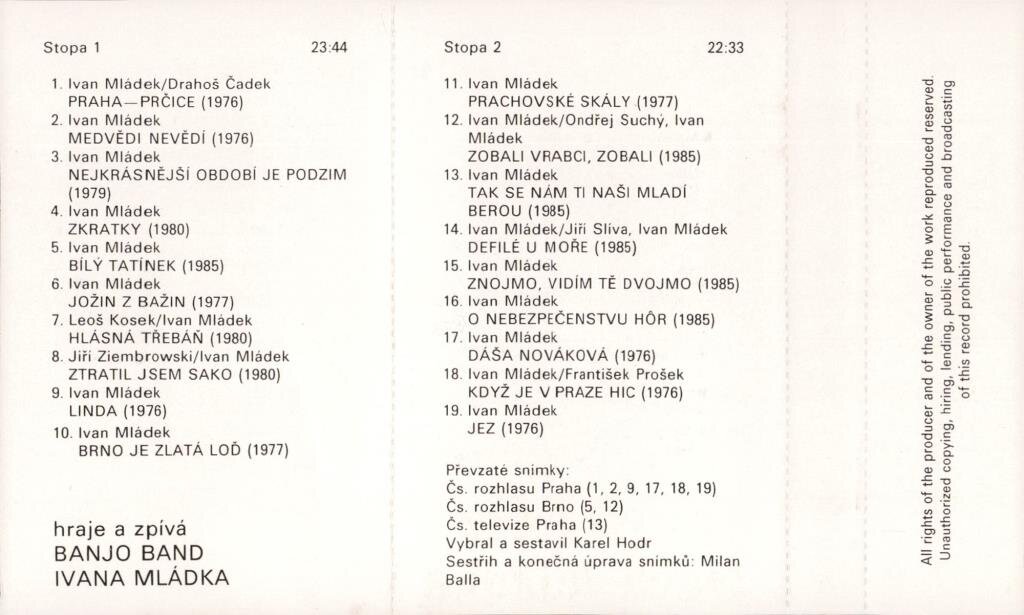 Stopa 1 23:44
1. Ivan Mládek/Drahoš Čadek
PRAHA—PRČICE (1976)
2. Ivan Mládek
MEDVĚDI NEVĚDÍ (1976)
3. Ivan Mládek
NEJKRÁSNĚJŠÍ OBDOBÍ JE PODZIM
(1979)
4. Ivan Mládek
ZKRATKY (1980)
5. Ivan Mládek
BÍLÝ TATÍNEK (1985)
6. Ivan Mládek
JOŽIN Z BAŽIN (1977)
7. Leoš Kosek/Ivan Mládek
HLÁSNÁ TŘEBÁŇ (1980)
8. Jiří Ziembrowski/Ivan Mládek
ZTRATIL JSEM SAKO (1980)
9. Ivan Mládek
LINDA (1976)
10. Ivan Mládek
BRNO JE ZLATÁ LOĎ (1977)
hraje a zpívá
BANJO BAND
IVANA MLÁDKA
Stopa 2 22:33
11. Ivan Mládek
PRACHOVSKÉ SKÁLY (1977)
12. Ivan Mládek/Ondřej Suchý, Ivan
Mládek
ZOBALI VRABCI, ZOBALI (1985)
13. Ivan Mládek
TAK SE NÁM TI NAŠI MLADÍ
BEROU (1985)
14. Ivan Mládek/Jiří Slíva, Ivan Mládek
DEFILÉ U MOŘE (1985)
15. Ivan Mládek
ZNOJMO, VIDÍM TĚ DVOJMO (1985)
16. Ivan Mládek
O NEBEZPEČENSTVU HÔR (1985)
17. Ivan Mládek
DÁŠA NOVÁKOVÁ (1976)
18. Ivan Mládek/František Prošek
KDYŽ JE V PRAZE HIC (1976)
19. Ivan Mládek
JEZ (1976)
Převzaté snímky:
Čs. rozhlasu Praha (1, 2, 9, 17, 18, 19)
Čs. rozhlasu Brno (5, 12)
Čs. televize Praha (13)
Vybral a sestavil Karel Hodr
Sestřih a konečná úprava snímků: Milan
Balla
All rights of the producer and of the owner of the work reproduced reserved.
Unauthorized copying, hiring, lending, public performance and broadcasting
of this record prohibited.